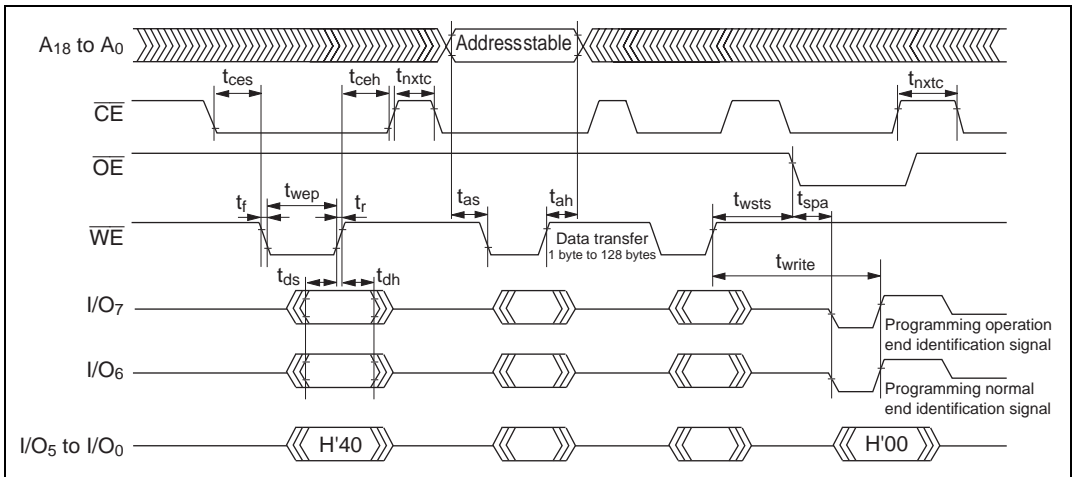 A18 to A0
Address stable
tces
tceh
tnxtc
tnxtc
CE
OE
twep
tf
tr
tas
tah
twsts
tspa
WE
Data transfer
1 byte to 128 bytes
twrite
tds
tdh
I/O7
Programming operation
end identification signal
I/O6
Programming normal
end identification signal
I/O5 to I/O0
H'40
H'00